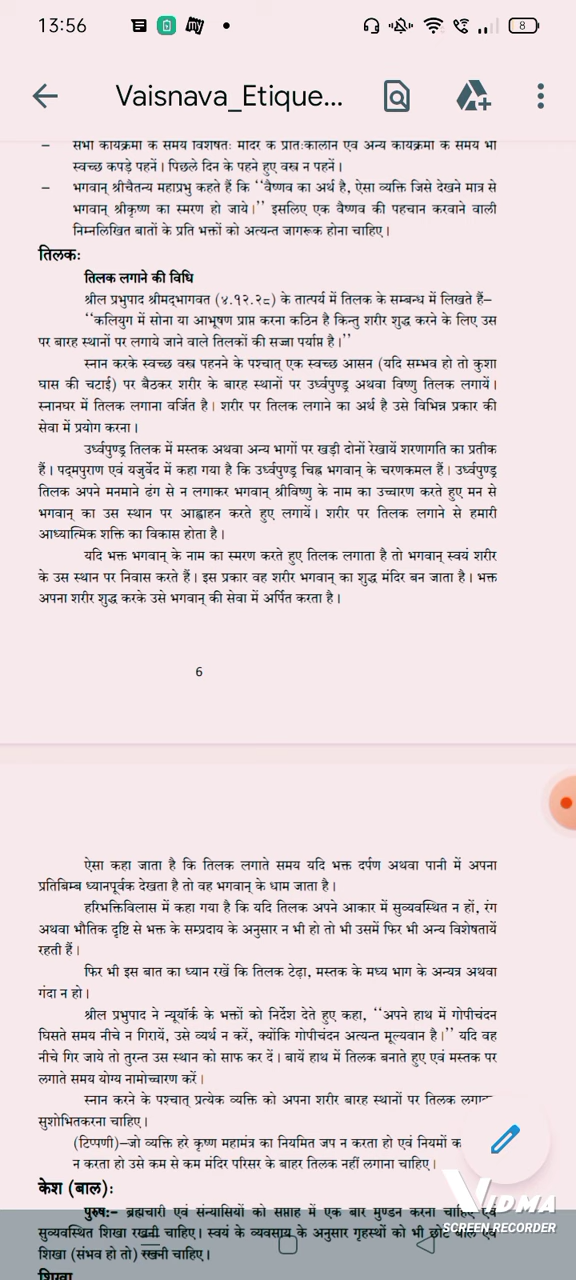 13:56
8
Vaisnava_Etique...
– सभी कार्यक्रमों के समय विशेषतः मंदिर के प्रातःकालीन एवं अन्य कार्यक्रमों के समय भी
स्वच्छ कपड़े पहनें। पिछले दिन के पहने हुए वस्त्र न पहनें।
– भगवान् श्रीचैतन्य महाप्रभु कहते हैं कि ‘‘वैष्णव का अर्थ है, ऐसा व्यक्ति जिसे देखने मात्र से
भगवान् श्रीकृष्ण का स्मरण हो जाये।’’ इसलिए एक वैष्णव की पहचान करवाने वाली
निम्नलिखित बातों के प्रति भक्तों को अत्यन्त जागरूक होना चाहिए।
तिलकः
तिलक लगाने की विधि
श्रील प्रभुपाद श्रीमद्भागवत (४.१२.२८) के तात्पर्य में तिलक के सम्बन्ध में लिखते हैं–
‘‘कलियुग में सोना या आभूषण प्राप्त करना कठिन है किन्तु शरीर शुद्ध करने के लिए उस
पर बारह स्थानों पर लगाये जाने वाले तिलकों की सज्जा पर्याप्त है।’’
स्नान करके स्वच्छ वस्त्र पहनने के पश्चात् एक स्वच्छ आसन (यदि सम्भव हो तो कुशा
घास की चटाई) पर बैठकर शरीर के बारह स्थानों पर उर्ध्वपुण्ड्र अथवा विष्णु तिलक लगायें।
स्नानघर में तिलक लगाना वर्जित है। शरीर पर तिलक लगाने का अर्थ है उसे विभिन्न प्रकार की
सेवा में प्रयोग करना।
उर्ध्वपुण्ड्र तिलक में मस्तक अथवा अन्य भागों पर खड़ी दोनों रेखायें शरणागति का प्रतीक
हैं। पद्मपुराण एवं यजुर्वेद में कहा गया है कि उर्ध्वपुण्ड्र चिह्न भगवान् के चरणकमल हैं। उर्ध्वपुण्ड्र
तिलक अपने मनमाने ढंग से न लगाकर भगवान् श्रीविष्णु के नाम का उच्चारण करते हुए मन से
भगवान् का उस स्थान पर आह्वाहन करते हुए लगायें। शरीर पर तिलक लगाने से हमारी
आध्यात्मिक शक्ति का विकास होता है।
यदि भक्त भगवान् के नाम का स्मरण करते हुए तिलक लगाता है तो भगवान् स्वयं शरीर
के उस स्थान पर निवास करते हैं। इस प्रकार वह शरीर भगवान् का शुद्ध मंदिर बन जाता है। भक्त
अपना शरीर शुद्ध करके उसे भगवान् की सेवा में अर्पित करता है।
6
ऐसा कहा जाता है कि तिलक लगाते समय यदि भक्त दर्पण अथवा पानी में अपना
प्रतिबिम्ब ध्यानपूर्वक देखता है तो वह भगवान् के धाम जाता है।
हरिभक्तिविलास में कहा गया है कि यदि तिलक अपने आकार में सुव्यवस्थित न हों, रंग
अथवा भौतिक दृष्टि से भक्त के सम्प्रदाय के अनुसार न भी हो तो भी उसमें फिर भी अन्य विशेषतायें
रहती हैं।
फिर भी इस बात का ध्यान रखें कि तिलक टेढ़ा, मस्तक के मध्य भाग के अन्यत्र अथवा
गंदा न हो।
श्रील प्रभुपाद ने न्यूयॉर्क के भक्तों को निर्देश देते हुए कहा, ‘‘अपने हाथ में गोपीचंदन
घिसते समय नीचे न गिरायें, उसे व्यर्थ न करें, क्योंकि गोपीचंदन अत्यन्त मूल्यवान है।’’ यदि वह
नीचे गिर जाये तो तुरन्त उस स्थान को साफ कर दें। बायें हाथ में तिलक बनाते हुए एवं मस्तक पर
लगाते समय योग्य नामोच्चारण करें।
स्नान करने के पश्चात् प्रत्येक व्यक्ति को अपना शरीर बारह स्थानों पर तिलक
सुशोभितकरना चाहिए।
(टिप्पणी)–जो व्यक्ति हरे कृष्ण महामंत्र का नियमित जप न करता हो एवं नियमों
न करता हो उसे कम से कम मंदिर परिसर के बाहर तिलक नहीं लगाना चाहिए।
केश (बाल)ः
पुरुषः- ब्रह्मचारी एवं संन्यासियों को सप्ताह में एक बार मुण्डन करना चाहिए एवं
सुव्यवस्थित शिखा रखनी चाहिए। स्वयं के व्यवसाय के अनुसार गृहस्थों को भी छोटे बाल एवं
शिखा (संभव हो तो) रखनी चाहिए।
शिखा
VIDMA
SCREEN RECORDER